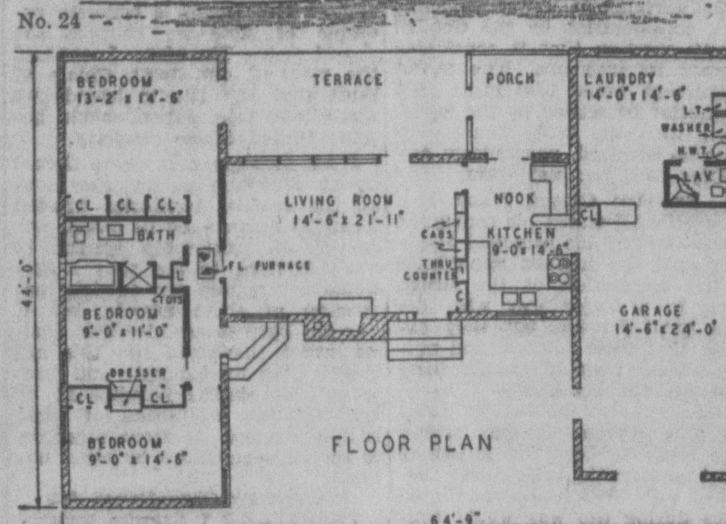 No. 24
BEDROOM
13'-2" x 14'-6"
TERRACE
PORCH
LAUNDRY
14'-0" x 14'-6"
L.T.
WASHER
H.W.T.
LAV.
CL CL CL
BATH
LIVING ROOM
14'-6" x 21'-11"
NOOK
CL
CABS
KITCHEN
9'-0" x 14'-6"
L
FL. FURNACE
THRU
COUNTER
C
44'-0"
BEDROOM
9'-0" x 11'-0"
GARAGE
14'-6" x 24'-0"
DRESSER
CL CL
BEDROOM
9'-0" x 14'-6"
FLOOR PLAN
64'-9"